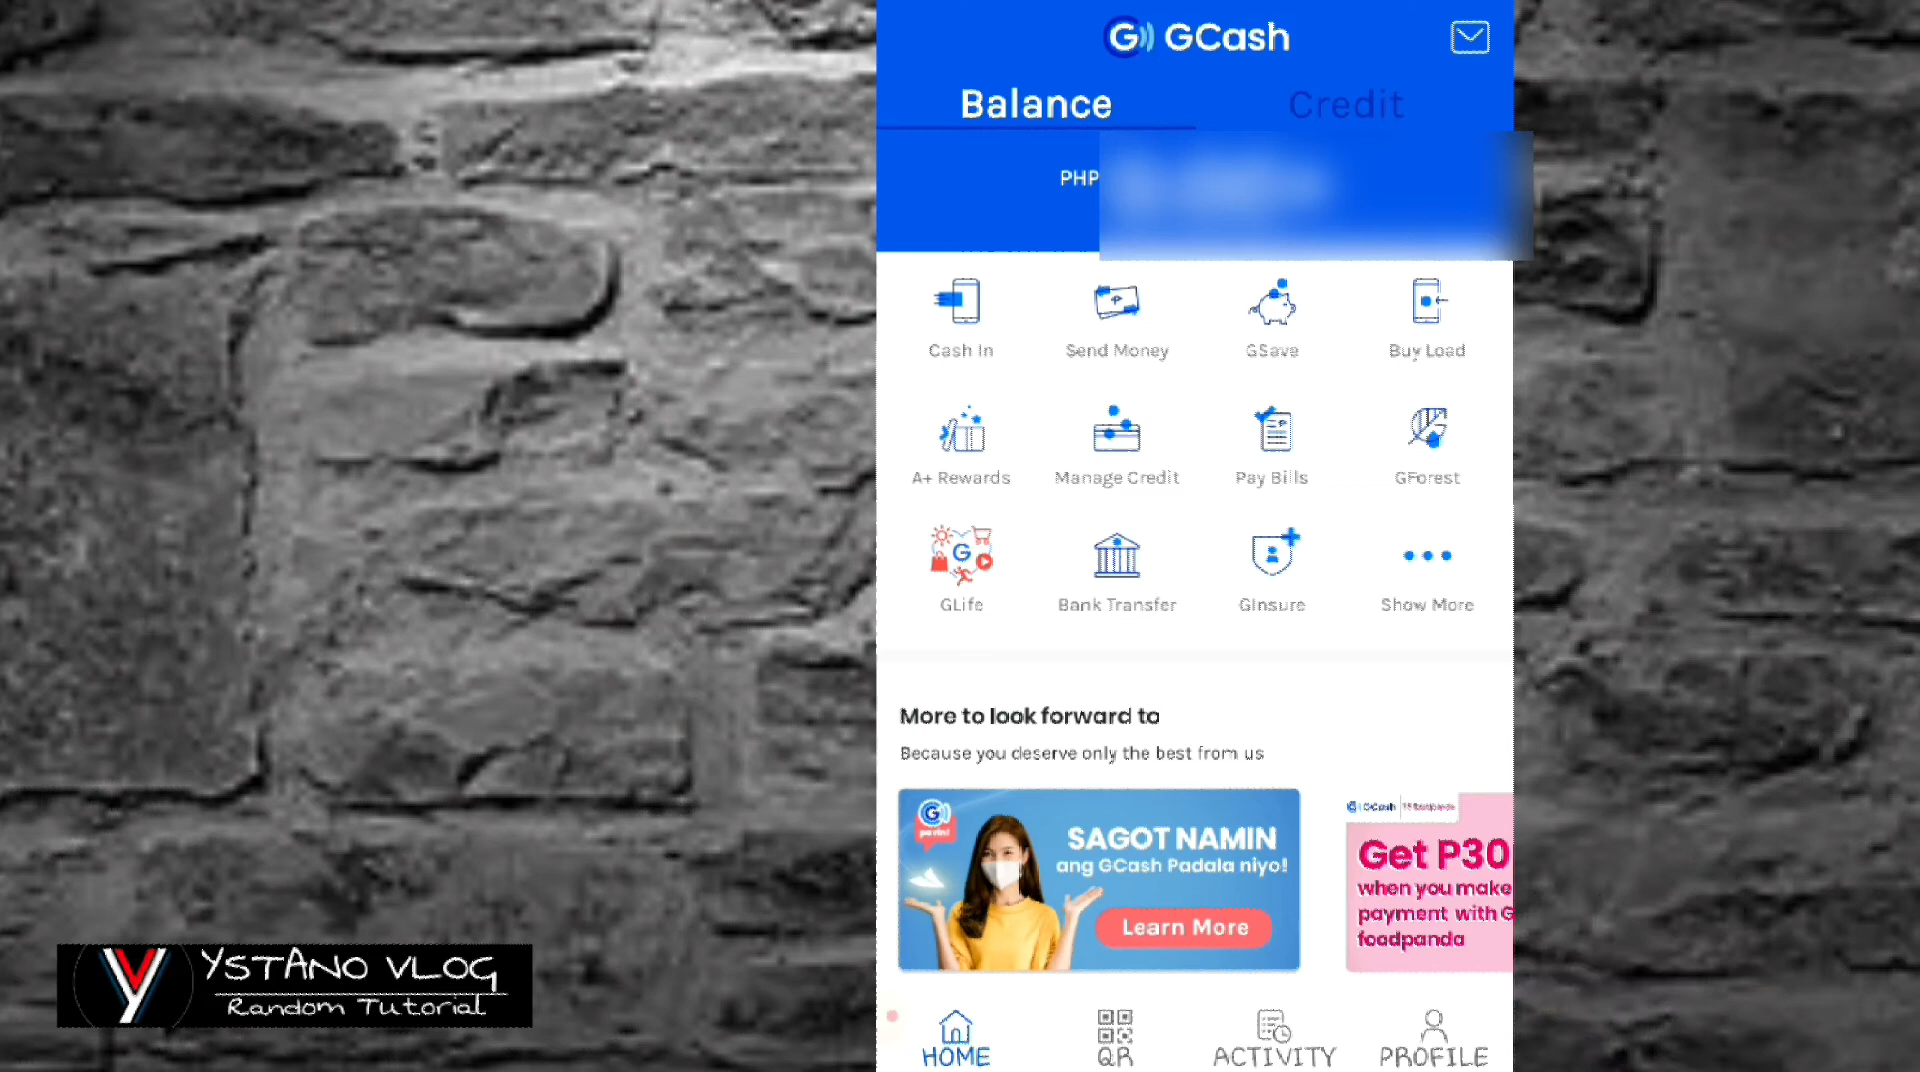 GCash
Balance
Credit
PHP
Cash In
Send Money
GSave
Buy Load
A+ Rewards
Manage Credit
Pay Bills
GForest
GLife
Bank Transfer
GInsure
Show More
More to look forward to
Because you deserve only the best from us
SAGOT NAMIN
ang GCash Padala niyo!
Learn More
GCash
Get P30
when you make
payment with G
foodpanda
YSTANO VLOG
Random Tutorial
HOME
QR
ACTIVITY
PROFILE